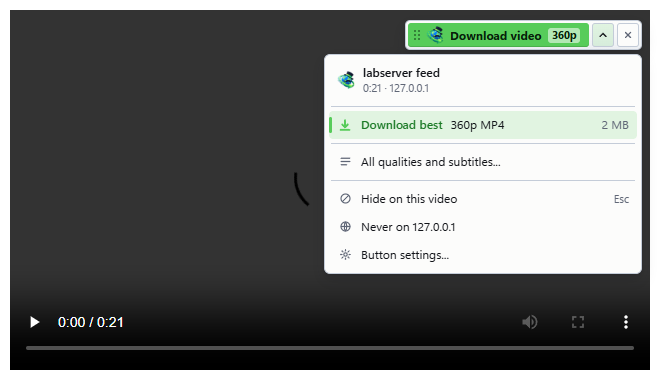 Download video 360p
labserver feed
0:21 · 127.0.0.1
Download best 360p MP4 2 MB
All qualities and subtitles...
Hide on this video Esc
Never on 127.0.0.1
Button settings...
0:00 / 0:21